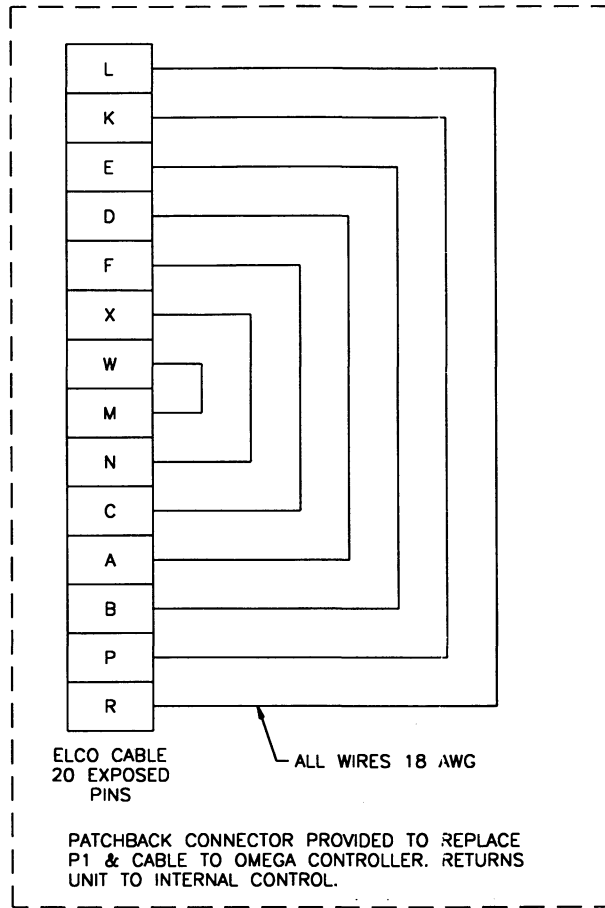 L
K
E
D
F
X
W
M
N
C
A
B
P
R
ELCO CABLE
20 EXPOSED
PINS
ALL WIRES 18 AWG
PATCHBACK CONNECTOR PROVIDED TO REPLACE
P1 & CABLE TO OMEGA CONTROLLER. RETURNS
UNIT TO INTERNAL CONTROL.